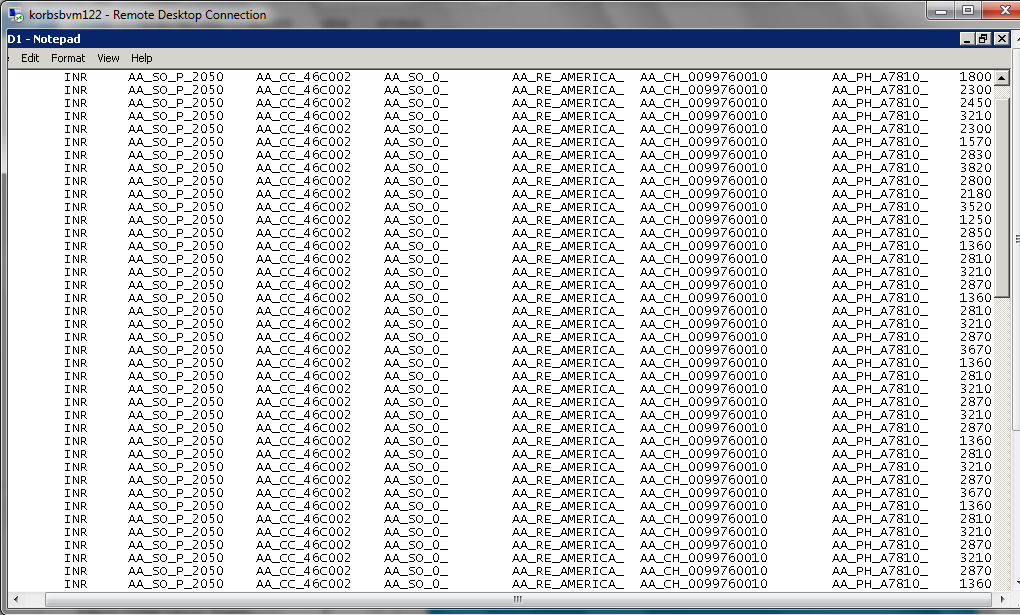 korbsbvm122 - Remote Desktop Connection
D1 - Notepad
Edit Format View Help
INR AA_SO_P_2050 AA_CC_46C002 AA_SO_0_ AA_RE_AMERICA_ AA_CH_0099760010 AA_PH_A7810_ 1800
INR AA_SO_P_2050 AA_CC_46C002 AA_SO_0_ AA_RE_AMERICA_ AA_CH_0099760010 AA_PH_A7810_ 2300
INR AA_SO_P_2050 AA_CC_46C002 AA_SO_0_ AA_RE_AMERICA_ AA_CH_0099760010 AA_PH_A7810_ 2450
INR AA_SO_P_2050 AA_CC_46C002 AA_SO_0_ AA_RE_AMERICA_ AA_CH_0099760010 AA_PH_A7810_ 3210
INR AA_SO_P_2050 AA_CC_46C002 AA_SO_0_ AA_RE_AMERICA_ AA_CH_0099760010 AA_PH_A7810_ 2300
INR AA_SO_P_2050 AA_CC_46C002 AA_SO_0_ AA_RE_AMERICA_ AA_CH_0099760010 AA_PH_A7810_ 1570
INR AA_SO_P_2050 AA_CC_46C002 AA_SO_0_ AA_RE_AMERICA_ AA_CH_0099760010 AA_PH_A7810_ 2830
INR AA_SO_P_2050 AA_CC_46C002 AA_SO_0_ AA_RE_AMERICA_ AA_CH_0099760010 AA_PH_A7810_ 3820
INR AA_SO_P_2050 AA_CC_46C002 AA_SO_0_ AA_RE_AMERICA_ AA_CH_0099760010 AA_PH_A7810_ 2800
INR AA_SO_P_2050 AA_CC_46C002 AA_SO_0_ AA_RE_AMERICA_ AA_CH_0099760010 AA_PH_A7810_ 2180
INR AA_SO_P_2050 AA_CC_46C002 AA_SO_0_ AA_RE_AMERICA_ AA_CH_0099760010 AA_PH_A7810_ 3520
INR AA_SO_P_2050 AA_CC_46C002 AA_SO_0_ AA_RE_AMERICA_ AA_CH_0099760010 AA_PH_A7810_ 1250
INR AA_SO_P_2050 AA_CC_46C002 AA_SO_0_ AA_RE_AMERICA_ AA_CH_0099760010 AA_PH_A7810_ 2850
INR AA_SO_P_2050 AA_CC_46C002 AA_SO_0_ AA_RE_AMERICA_ AA_CH_0099760010 AA_PH_A7810_ 1360
INR AA_SO_P_2050 AA_CC_46C002 AA_SO_0_ AA_RE_AMERICA_ AA_CH_0099760010 AA_PH_A7810_ 2810
INR AA_SO_P_2050 AA_CC_46C002 AA_SO_0_ AA_RE_AMERICA_ AA_CH_0099760010 AA_PH_A7810_ 3210
INR AA_SO_P_2050 AA_CC_46C002 AA_SO_0_ AA_RE_AMERICA_ AA_CH_0099760010 AA_PH_A7810_ 2870
INR AA_SO_P_2050 AA_CC_46C002 AA_SO_0_ AA_RE_AMERICA_ AA_CH_0099760010 AA_PH_A7810_ 1360
INR AA_SO_P_2050 AA_CC_46C002 AA_SO_0_ AA_RE_AMERICA_ AA_CH_0099760010 AA_PH_A7810_ 2810
INR AA_SO_P_2050 AA_CC_46C002 AA_SO_0_ AA_RE_AMERICA_ AA_CH_0099760010 AA_PH_A7810_ 3210
INR AA_SO_P_2050 AA_CC_46C002 AA_SO_0_ AA_RE_AMERICA_ AA_CH_0099760010 AA_PH_A7810_ 2870
INR AA_SO_P_2050 AA_CC_46C002 AA_SO_0_ AA_RE_AMERICA_ AA_CH_0099760010 AA_PH_A7810_ 3670
INR AA_SO_P_2050 AA_CC_46C002 AA_SO_0_ AA_RE_AMERICA_ AA_CH_0099760010 AA_PH_A7810_ 1360
INR AA_SO_P_2050 AA_CC_46C002 AA_SO_0_ AA_RE_AMERICA_ AA_CH_0099760010 AA_PH_A7810_ 2810
INR AA_SO_P_2050 AA_CC_46C002 AA_SO_0_ AA_RE_AMERICA_ AA_CH_0099760010 AA_PH_A7810_ 3210
INR AA_SO_P_2050 AA_CC_46C002 AA_SO_0_ AA_RE_AMERICA_ AA_CH_0099760010 AA_PH_A7810_ 2870
INR AA_SO_P_2050 AA_CC_46C002 AA_SO_0_ AA_RE_AMERICA_ AA_CH_0099760010 AA_PH_A7810_ 3210
INR AA_SO_P_2050 AA_CC_46C002 AA_SO_0_ AA_RE_AMERICA_ AA_CH_0099760010 AA_PH_A7810_ 2870
INR AA_SO_P_2050 AA_CC_46C002 AA_SO_0_ AA_RE_AMERICA_ AA_CH_0099760010 AA_PH_A7810_ 1360
INR AA_SO_P_2050 AA_CC_46C002 AA_SO_0_ AA_RE_AMERICA_ AA_CH_0099760010 AA_PH_A7810_ 2810
INR AA_SO_P_2050 AA_CC_46C002 AA_SO_0_ AA_RE_AMERICA_ AA_CH_0099760010 AA_PH_A7810_ 3210
INR AA_SO_P_2050 AA_CC_46C002 AA_SO_0_ AA_RE_AMERICA_ AA_CH_0099760010 AA_PH_A7810_ 2870
INR AA_SO_P_2050 AA_CC_46C002 AA_SO_0_ AA_RE_AMERICA_ AA_CH_0099760010 AA_PH_A7810_ 3670
INR AA_SO_P_2050 AA_CC_46C002 AA_SO_0_ AA_RE_AMERICA_ AA_CH_0099760010 AA_PH_A7810_ 1360
INR AA_SO_P_2050 AA_CC_46C002 AA_SO_0_ AA_RE_AMERICA_ AA_CH_0099760010 AA_PH_A7810_ 2810
INR AA_SO_P_2050 AA_CC_46C002 AA_SO_0_ AA_RE_AMERICA_ AA_CH_0099760010 AA_PH_A7810_ 3210
INR AA_SO_P_2050 AA_CC_46C002 AA_SO_0_ AA_RE_AMERICA_ AA_CH_0099760010 AA_PH_A7810_ 2870
INR AA_SO_P_2050 AA_CC_46C002 AA_SO_0_ AA_RE_AMERICA_ AA_CH_0099760010 AA_PH_A7810_ 3210
INR AA_SO_P_2050 AA_CC_46C002 AA_SO_0_ AA_RE_AMERICA_ AA_CH_0099760010 AA_PH_A7810_ 2870
INR AA_SO_P_2050 AA_CC_46C002 AA_SO_0_ AA_RE_AMERICA_ AA_CH_0099760010 AA_PH_A7810_ 1360